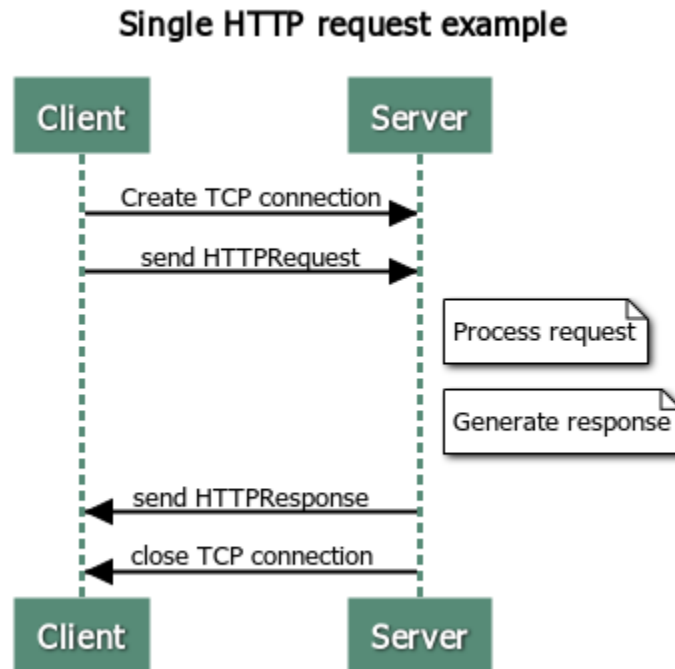 Single HTTP request example
Client
Server
Create TCP connection
send HTTPRequest
Process request
Generate response
send HTTPResponse
close TCP connection
Client
Server